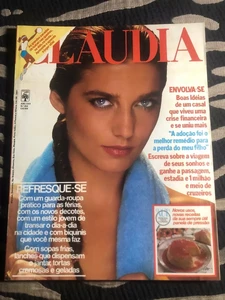 CLAUDIA
ENVOLVA-SE
Boas idéias
de um casal
que viveu uma
crise financeira
e se uniu mais
"A adoção foi o
melhor remédio para
a perda do meu filho"
Escreva sobre a viagem
de seus sonhos e
ganhe a passagem,
estadia e 1 milhão
e meio de
cruzeiros
REFRESQUE-SE
Com um guarda-roupa
prático para as férias,
com os novos decotes,
com um estilo jovem
de transar o dia-a-dia
na cidade e com biquínis
que você mesma faz
Com sopas frias,
lanches que dispensam
o jantar, tortas
cremosas e geladas